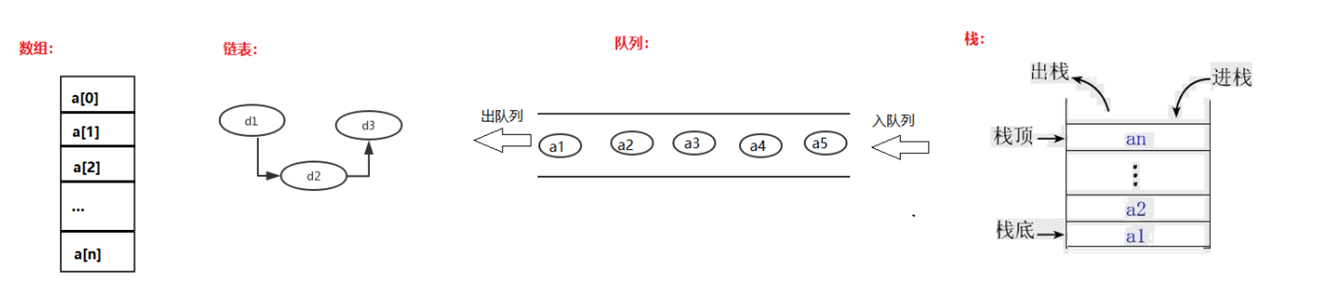 数组：
a[0]
a[1]
a[2]
...
a[n]
链表：
d1
d3
d2
队列：
出队列
a1
a2
a3
a4
a5
入队列
栈：
出栈
进栈
栈顶
an
⋮
a2
栈底
a1